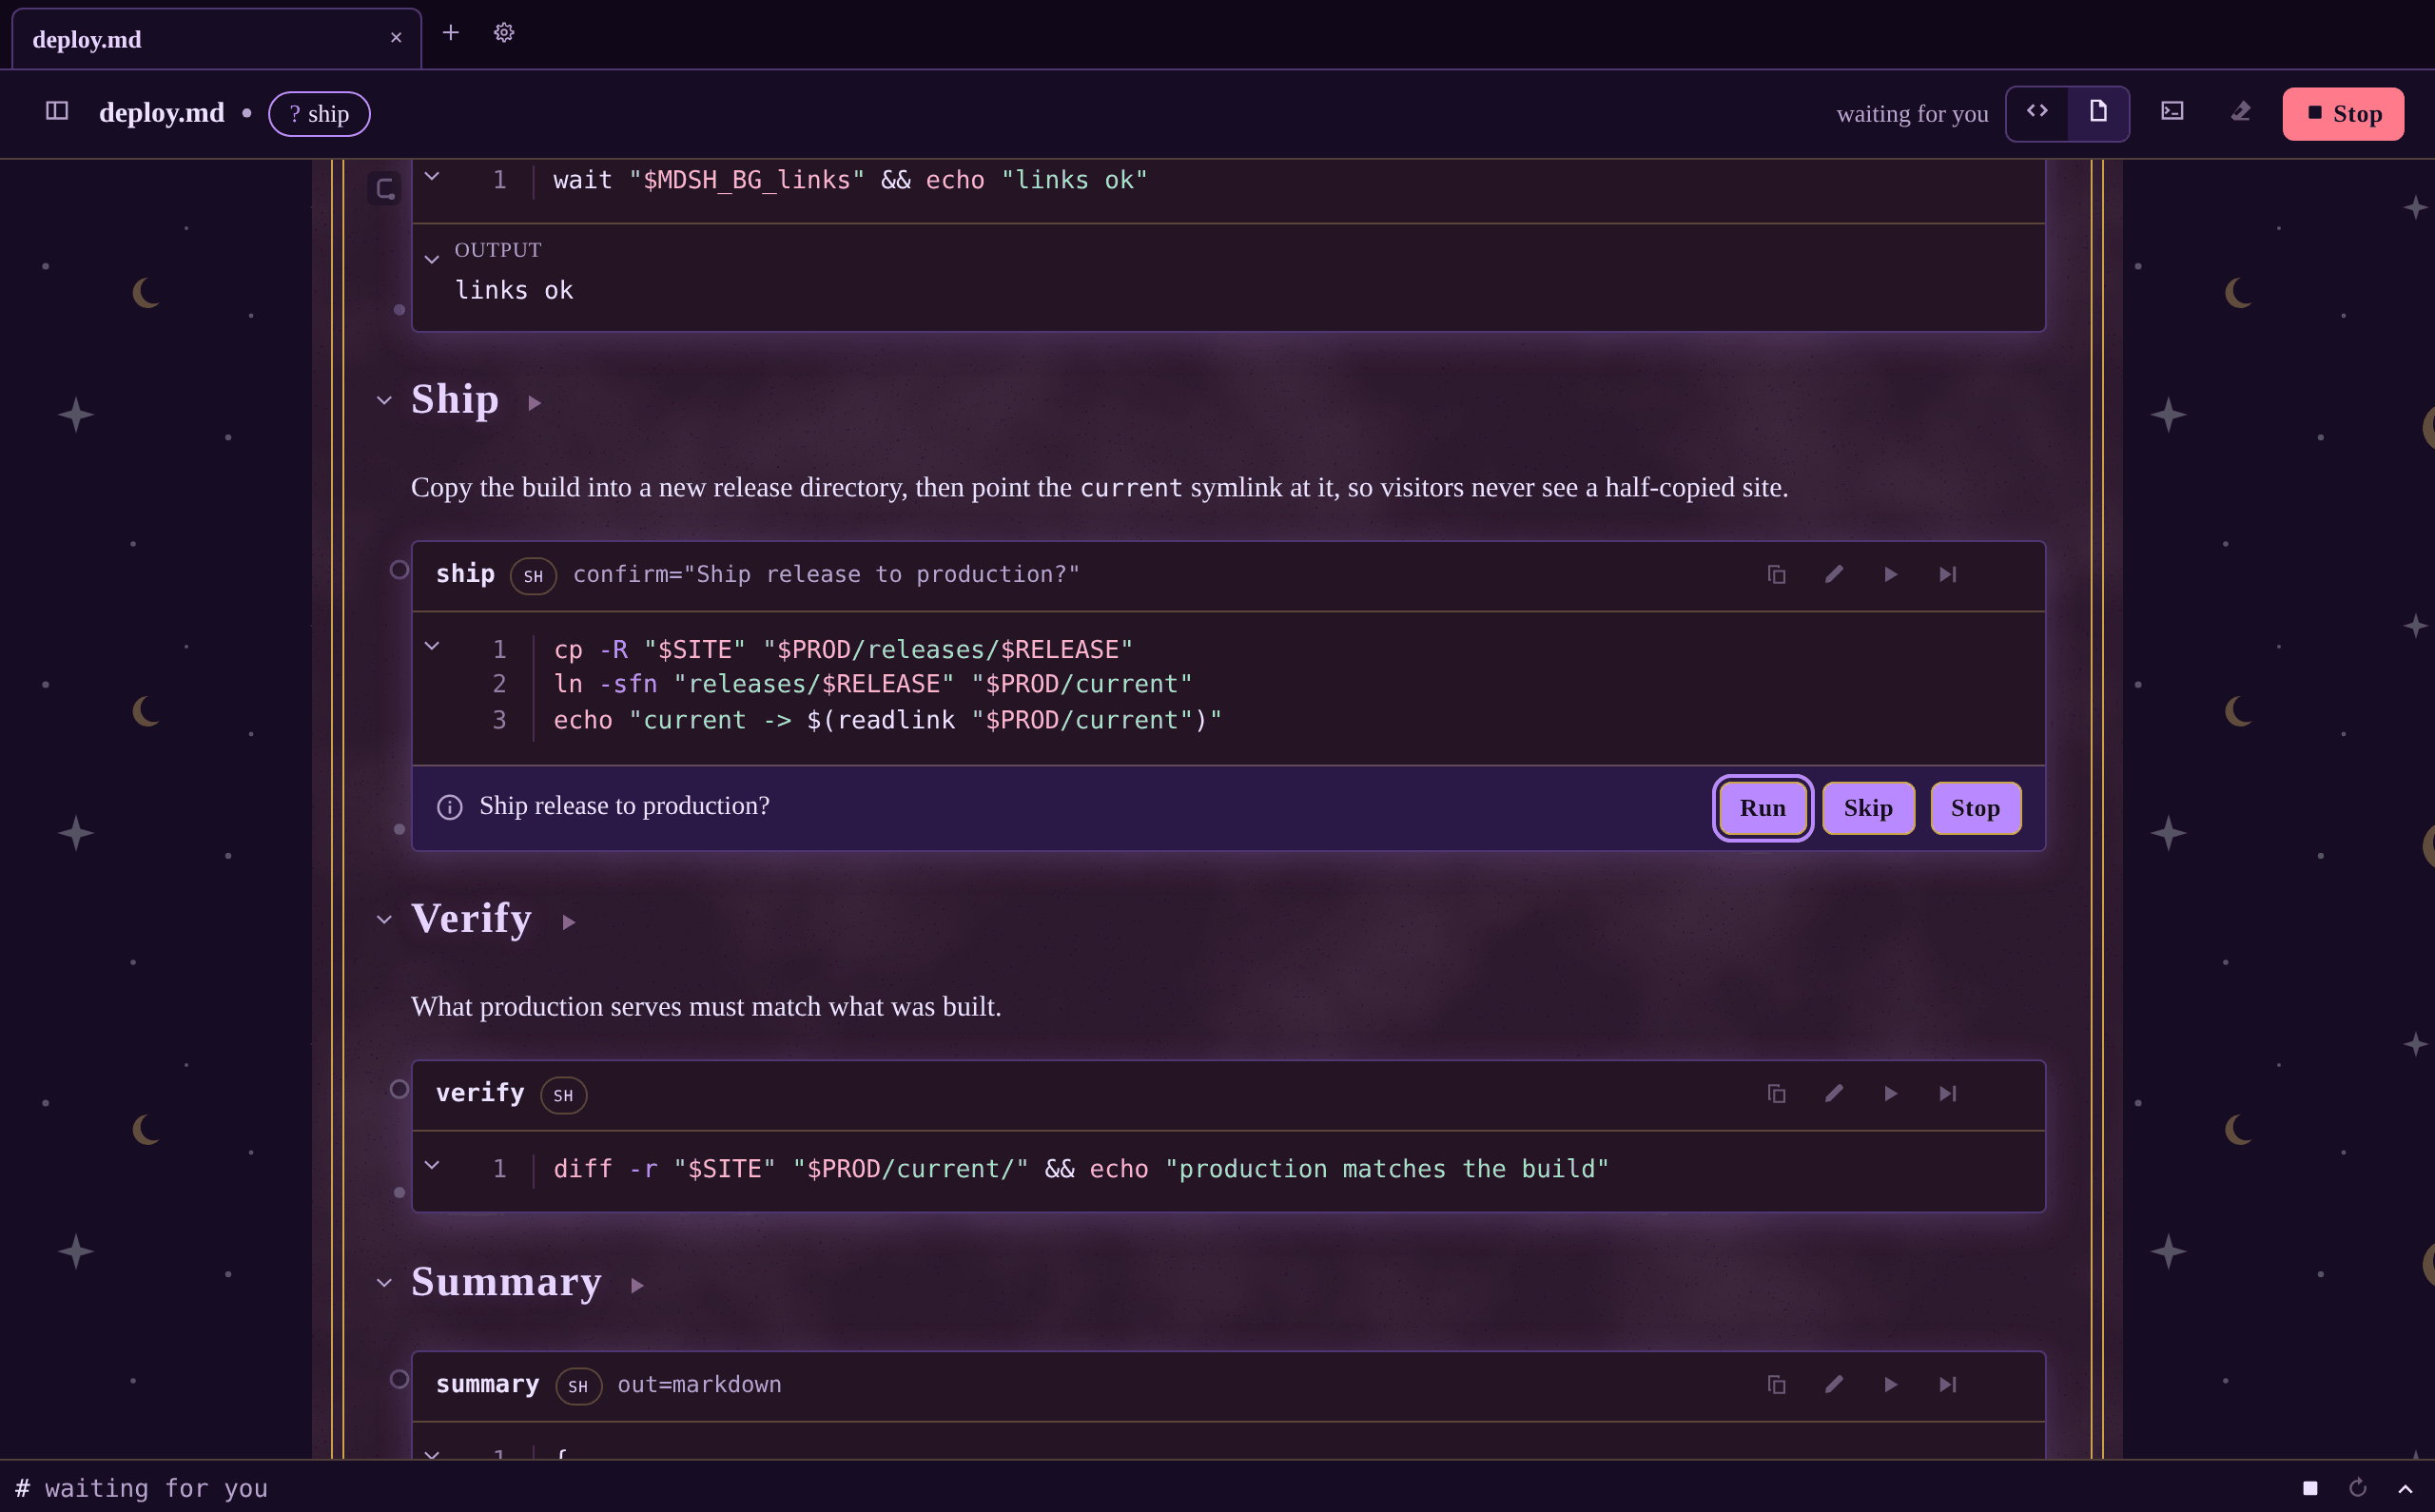 deploy.md
deploy.md • ? ship
waiting for you
Stop
1 wait "$MDSH_BG_links" && echo "links ok"
OUTPUT
links ok
Ship
Copy the build into a new release directory, then point the current symlink at it, so visitors never see a half-copied site.
ship SH confirm="Ship release to production?"
1 cp -R "$SITE" "$PROD/releases/$RELEASE"
2 ln -sfn "releases/$RELEASE" "$PROD/current"
3 echo "current -> $(readlink "$PROD/current")"
Ship release to production?
Run Skip Stop
Verify
What production serves must match what was built.
verify SH
1 diff -r "$SITE" "$PROD/current/" && echo "production matches the build"
Summary
summary SH out=markdown
1 {
# waiting for you